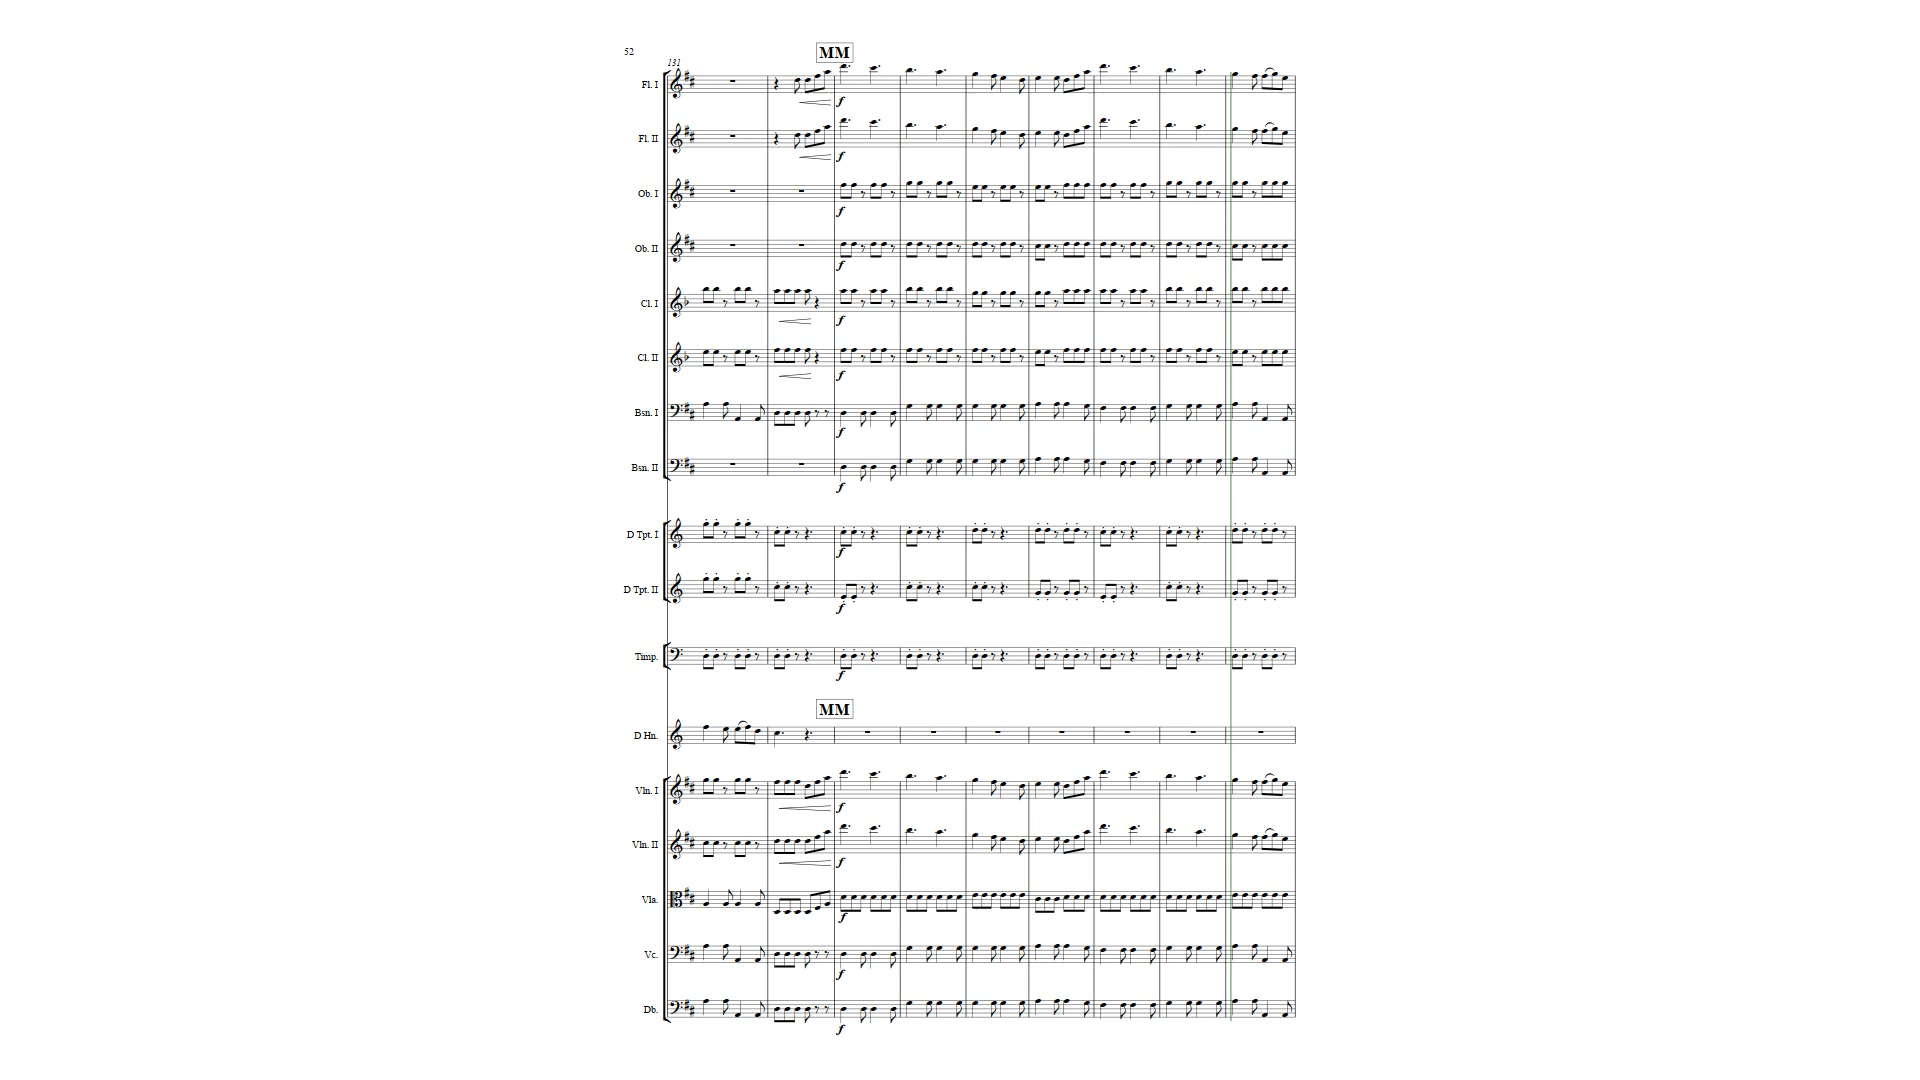 52
MM
131
Fl. I
f
Fl. II
f
Ob. I
f
Ob. II
f
Cl. I
f
Cl. II
f
Bsn. I
f
Bsn. II
f
D Tpt. I
f
D Tpt. II
f
Timp.
f
MM
D Hn.
Vln. I
f
Vln. II
f
Vla.
f
Vc.
f
Db.
f